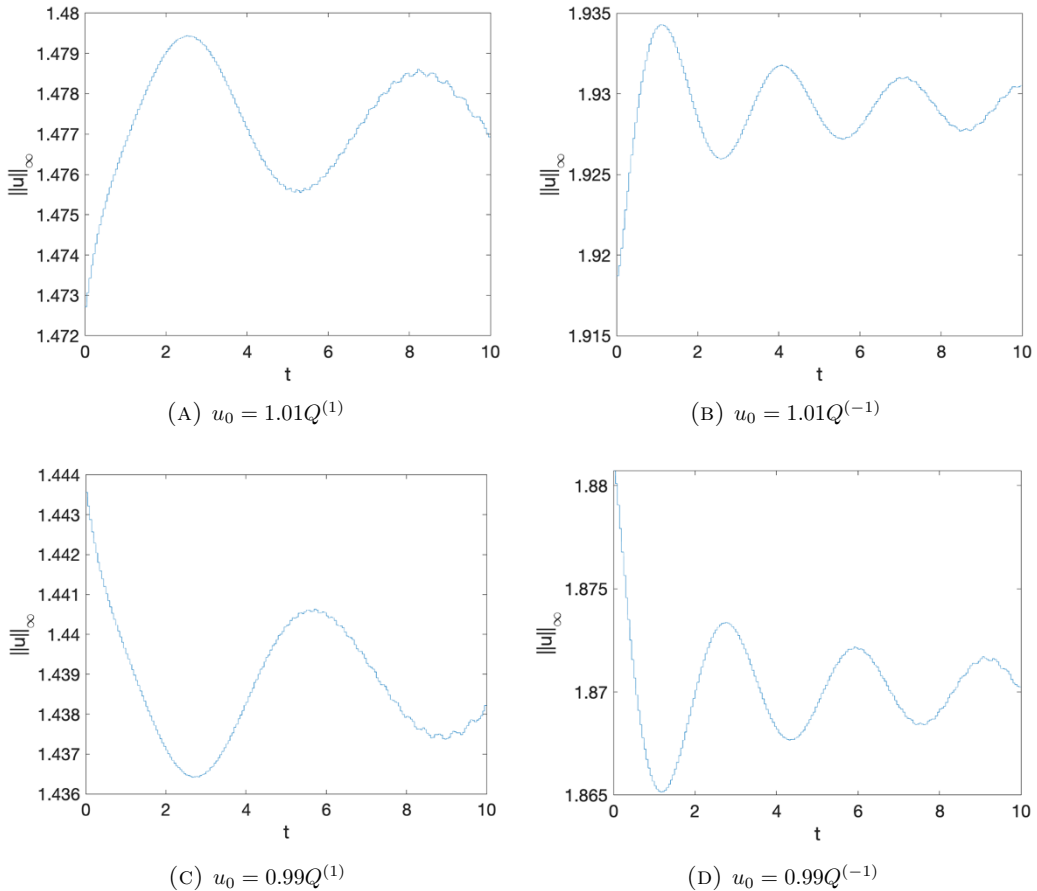 1.48
1.479
1.478
1.477
1.476
1.475
1.474
1.473
1.472
||u||∞
0 2 4 6 8 10
t
(A) u₀ = 1.01Q⁽¹⁾
1.935
1.93
1.925
1.92
1.915
||u||∞
0 2 4 6 8 10
t
(B) u₀ = 1.01Q⁽⁻¹⁾
1.444
1.443
1.442
1.441
1.44
1.439
1.438
1.437
1.436
||u||∞
0 2 4 6 8 10
t
(C) u₀ = 0.99Q⁽¹⁾
1.88
1.875
1.87
1.865
||u||∞
0 2 4 6 8 10
t
(D) u₀ = 0.99Q⁽⁻¹⁾